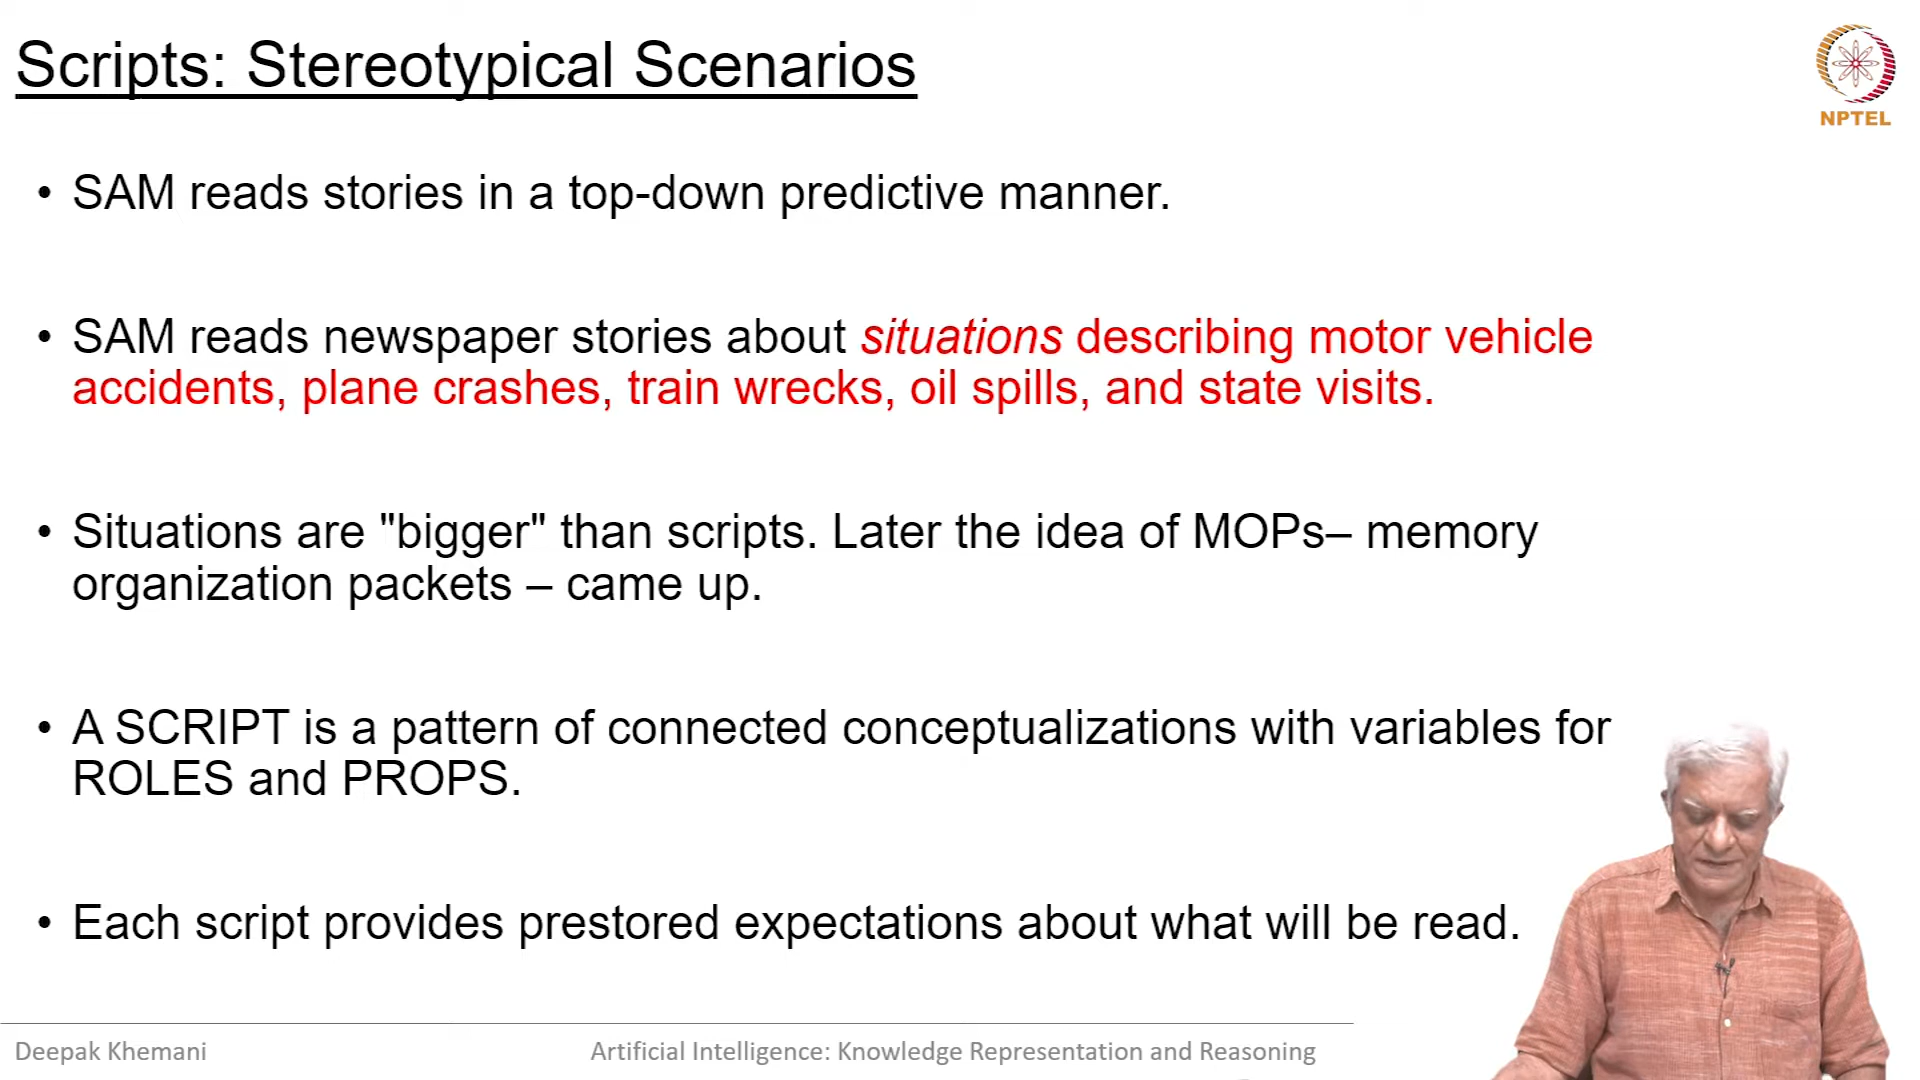 Scripts: Stereotypical Scenarios
NPTEL
• SAM reads stories in a top-down predictive manner.
• SAM reads newspaper stories about situations describing motor vehicle
accidents, plane crashes, train wrecks, oil spills, and state visits.
• Situations are "bigger" than scripts. Later the idea of MOPs– memory
organization packets – came up.
• A SCRIPT is a pattern of connected conceptualizations with variables for
ROLES and PROPS.
• Each script provides prestored expectations about what will be read.
Deepak Khemani
Artificial Intelligence: Knowledge Representation and Reasoning